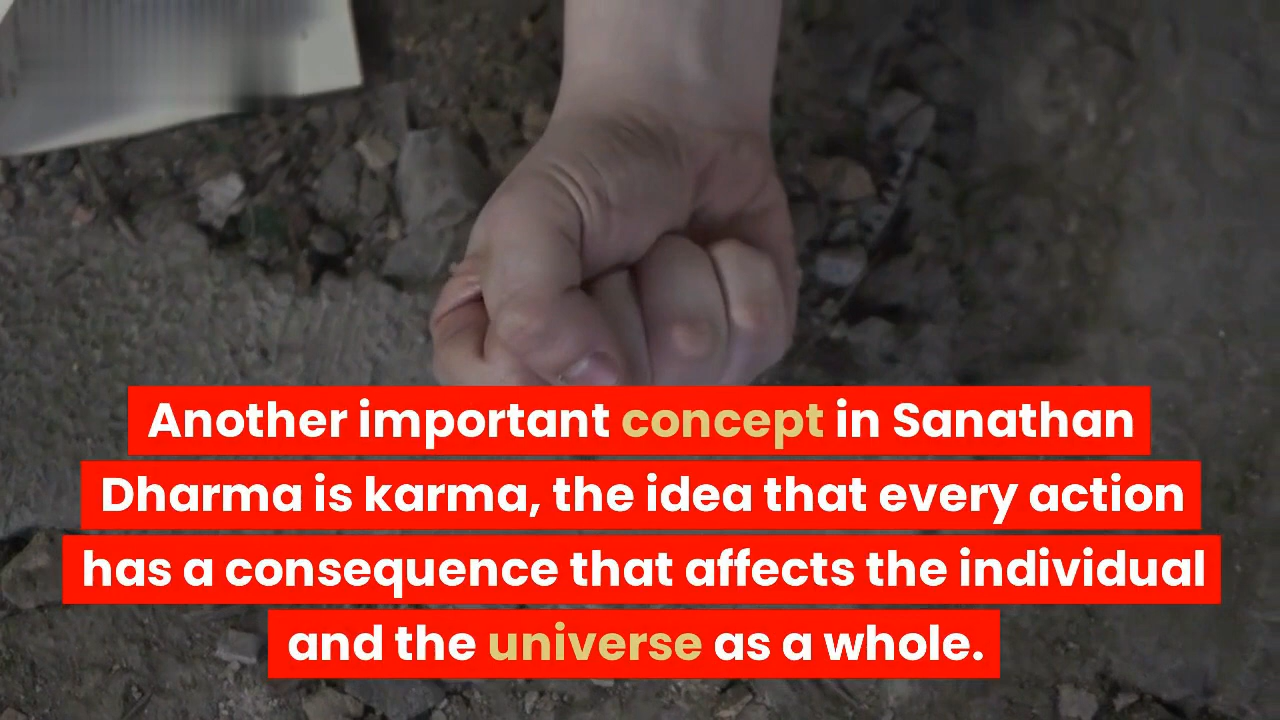 Another important concept in Sanathan
Dharma is karma, the idea that every action
has a consequence that affects the individual
and the universe as a whole.